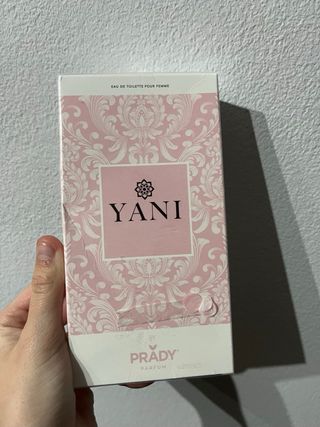 EAU DE TOILETTE POUR FEMME
YANI
PRADY
PARFUM